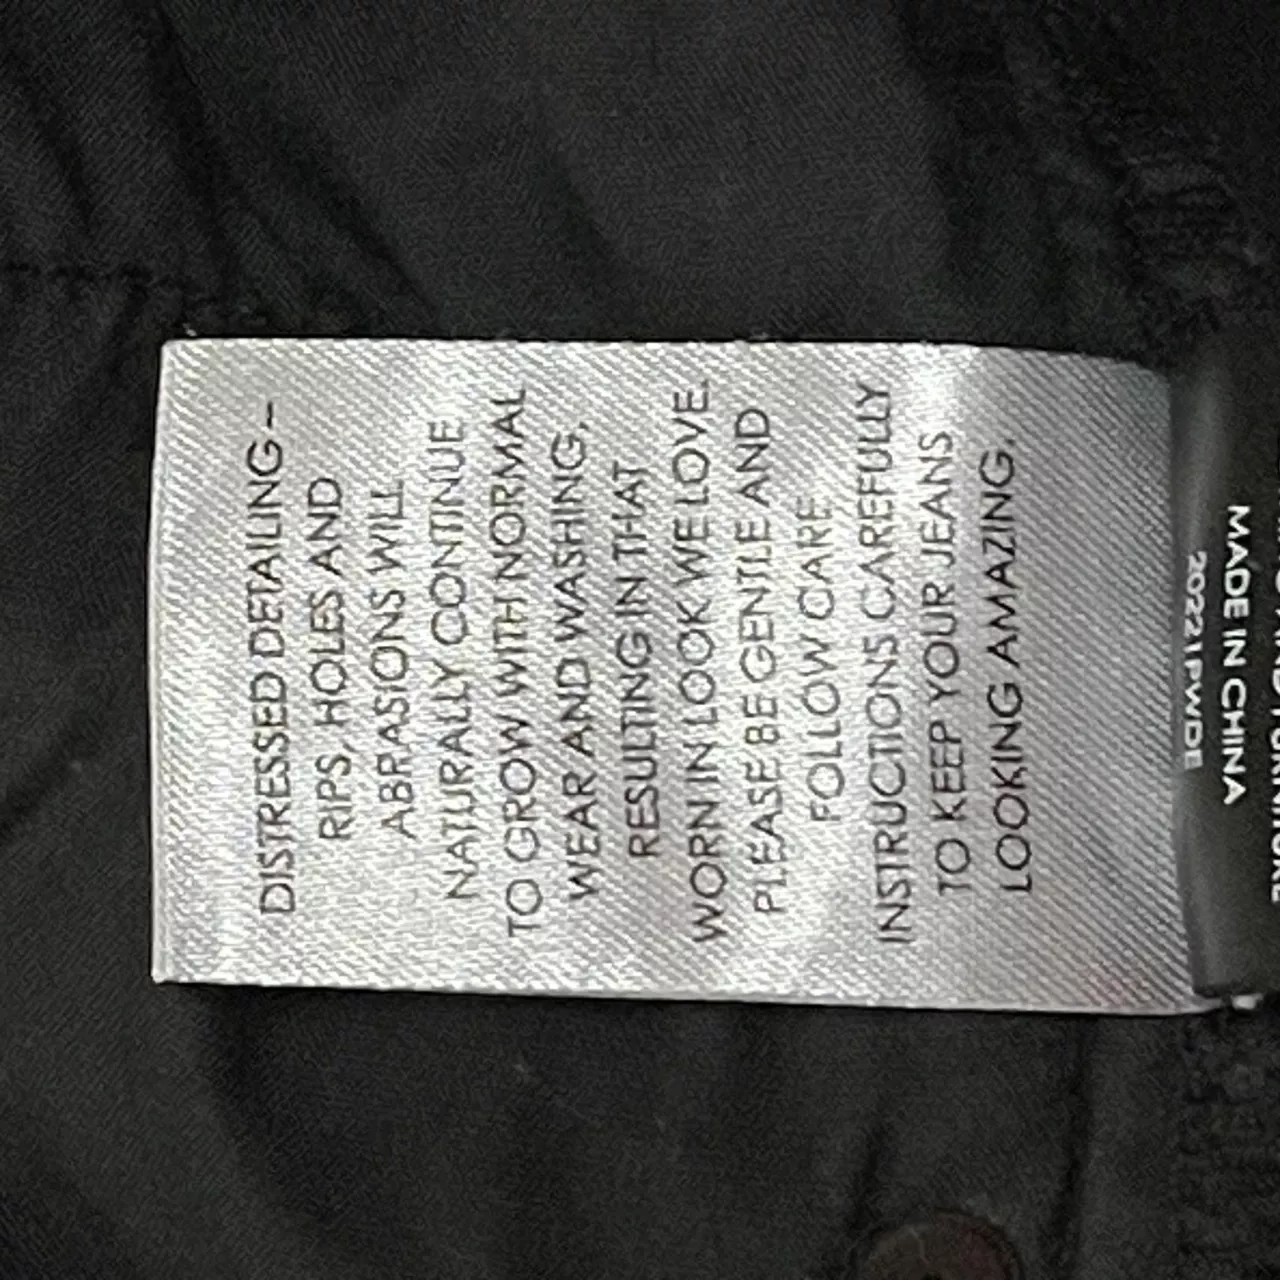 DISTRESSED DETAILING –
RIPS, HOLES AND
ABRASIONS WILL
NATURALLY CONTINUE
TO GROW WITH NORMAL
WEAR AND WASHING,
RESULTING IN THAT
WORN IN LOOK WE LOVE.
PLEASE BE GENTLE AND
FOLLOW CARE
INSTRUCTIONS CAREFULLY
TO KEEP YOUR JEANS
LOOKING AMAZING.
20221PWDE
MADE IN CHINA